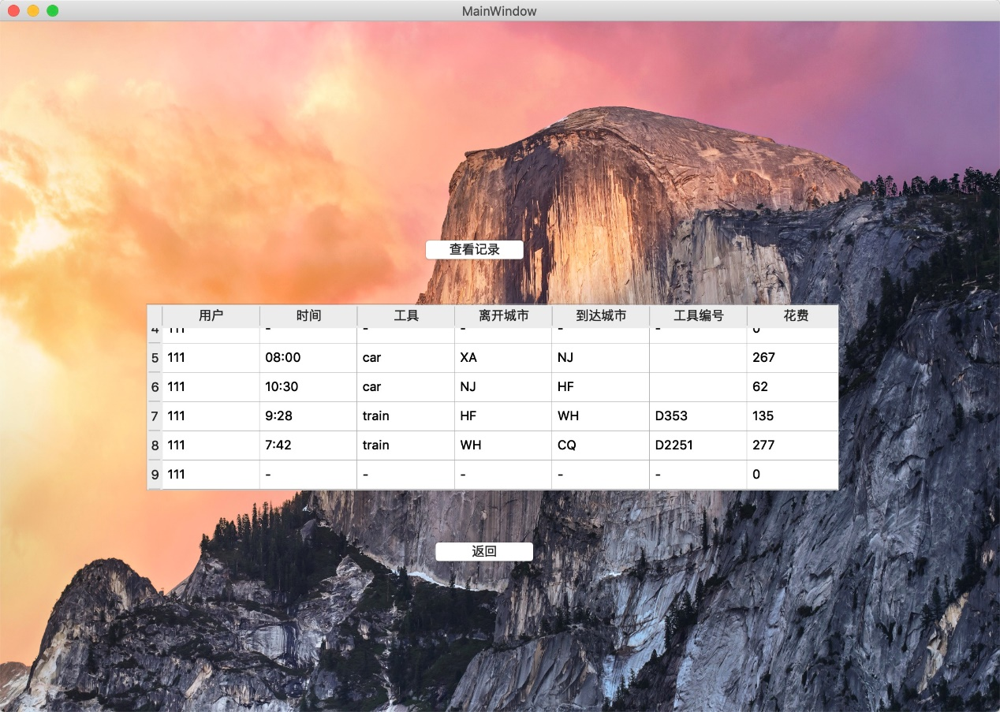 MainWindow
查看记录
用户 时间 工具 离开城市 到达城市 工具编号 花费
4 111 - - - - - 0
5 111 08:00 car XA NJ 267
6 111 10:30 car NJ HF 62
7 111 9:28 train HF WH D353 135
8 111 7:42 train WH CQ D2251 277
9 111 - - - - - 0
返回